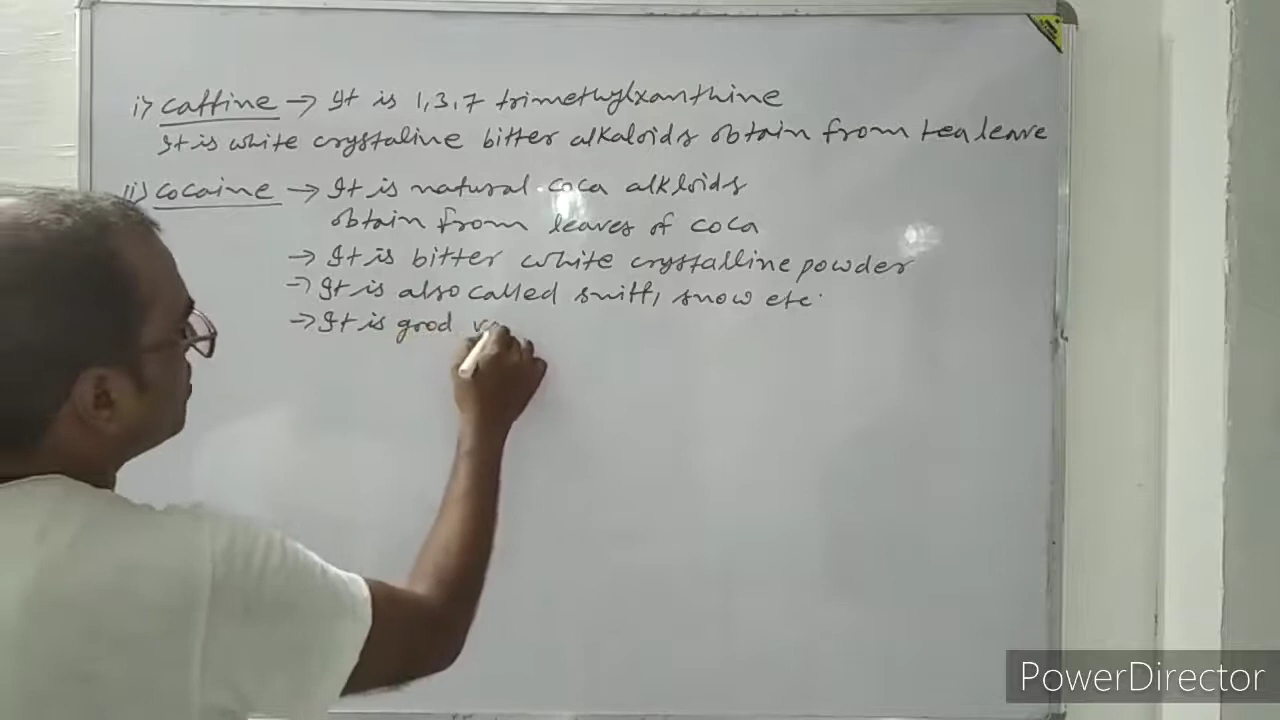 i) caffine → It is 1,3,7 trimethylxanthine
It is white crystaline bitter alkaloids obtain from tea leave
ii) cocaine → It is natural coca alkloids
obtain from leaves of coca
→ It is bitter white crystalline powder
→ It is also called sniff, snow etc.
→ It is good
PowerDirector